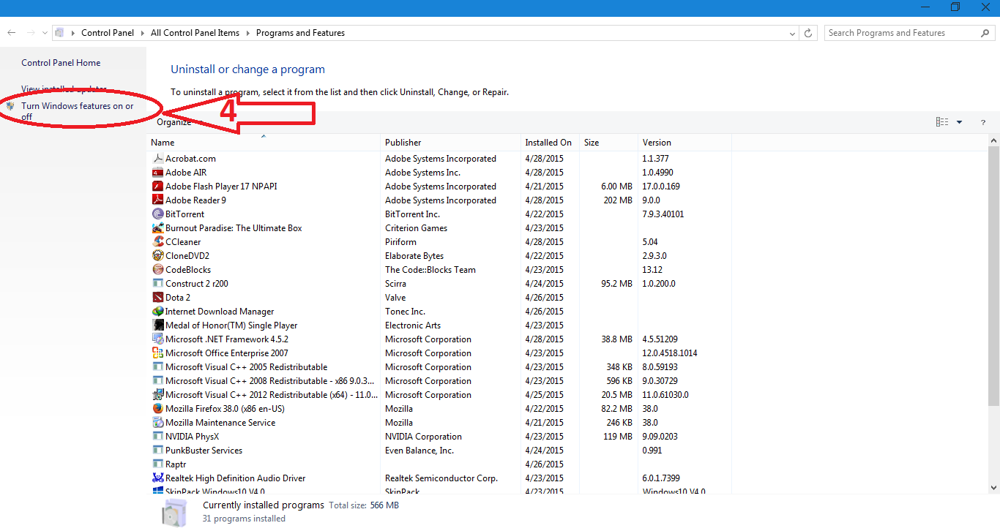 Control Panel All Control Panel Items Programs and Features Search Programs and Features
Control Panel Home
View installed updates
Turn Windows features on or
off
4
Uninstall or change a program
To uninstall a program, select it from the list and then click Uninstall, Change, or Repair.
Organize ?
Name Publisher Installed On Size Version
Acrobat.com Adobe Systems Incorporated 4/28/2015 1.1.377
Adobe AIR Adobe Systems Inc. 4/28/2015 1.0.4990
Adobe Flash Player 17 NPAPI Adobe Systems Incorporated 4/21/2015 6.00 MB 17.0.0.169
Adobe Reader 9 Adobe Systems Incorporated 4/28/2015 202 MB 9.0.0
BitTorrent BitTorrent Inc. 4/22/2015 7.9.3.40101
Burnout Paradise: The Ultimate Box Criterion Games 4/23/2015
CCleaner Piriform 4/28/2015 5.04
CloneDVD2 Elaborate Bytes 4/22/2015 2.9.3.0
CodeBlocks The Code::Blocks Team 4/23/2015 13.12
Construct 2 r200 Scirra 4/24/2015 95.2 MB 1.0.200.0
Dota 2 Valve 4/26/2015
Internet Download Manager Tonec Inc. 4/26/2015
Medal of Honor(TM) Single Player Electronic Arts 4/23/2015
Microsoft .NET Framework 4.5.2 Microsoft Corporation 4/28/2015 38.8 MB 4.5.51209
Microsoft Office Enterprise 2007 Microsoft Corporation 4/23/2015 12.0.4518.1014
Microsoft Visual C++ 2005 Redistributable Microsoft Corporation 4/23/2015 348 KB 8.0.59193
Microsoft Visual C++ 2008 Redistributable - x86 9.0.3... Microsoft Corporation 4/23/2015 596 KB 9.0.30729
Microsoft Visual C++ 2012 Redistributable (x64) - 11.0... Microsoft Corporation 4/25/2015 20.5 MB 11.0.61030.0
Mozilla Firefox 38.0 (x86 en-US) Mozilla 4/22/2015 82.2 MB 38.0
Mozilla Maintenance Service Mozilla 4/21/2015 246 KB 38.0
NVIDIA PhysX NVIDIA Corporation 4/23/2015 119 MB 9.09.0203
PunkBuster Services Even Balance, Inc. 4/24/2015 0.991
Raptr 4/26/2015
Realtek High Definition Audio Driver Realtek Semiconductor Corp. 4/23/2015 6.0.1.7399
SkinPack Windows10 V4.0 SkinPack 4/23/2015 Windows10 V4.0
Currently installed programs Total size: 566 MB
31 programs installed